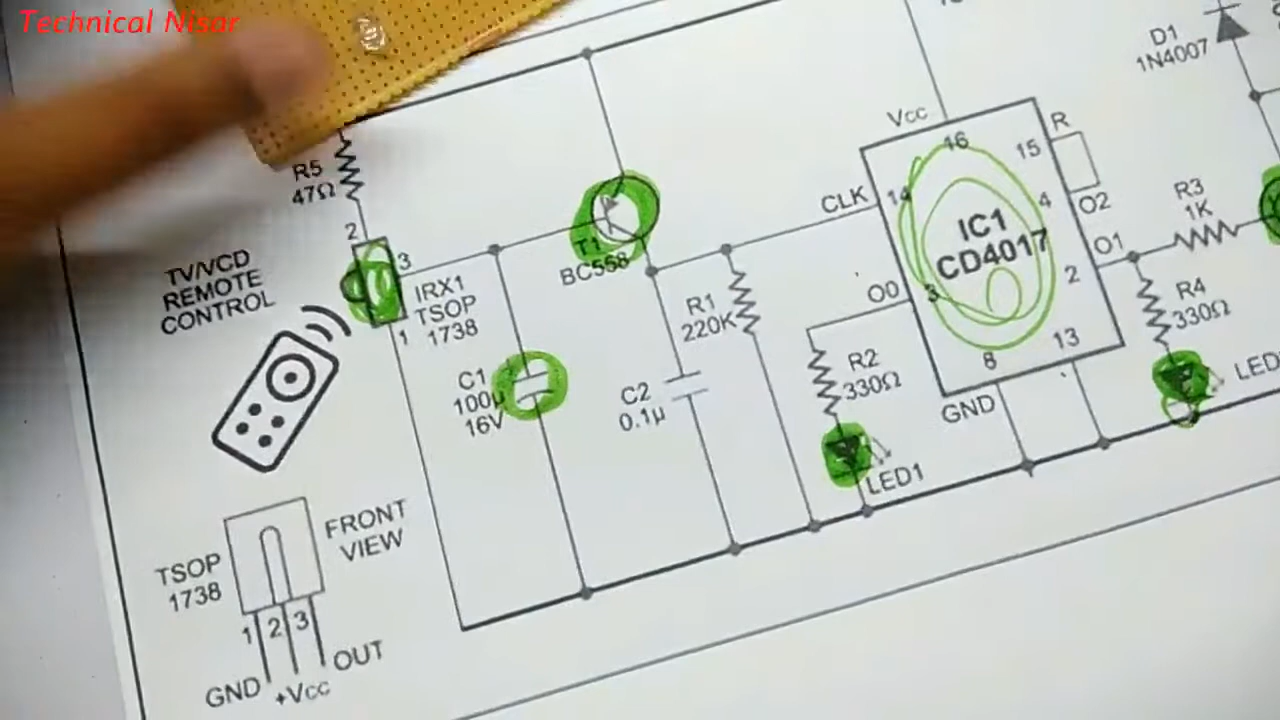 Technical Nisar
R5
47Ω
2
3
1
TV/VCD
REMOTE
CONTROL
IRX1
TSOP
1738
C1
100µ
16V
T1
BC558
R1
220K
C2
0.1µ
Vcc
CLK
16
14
15
R
4
O2
O1
2
IC1
CD4017
O0
3
8
13
GND
R2
330Ω
LED1
D1
1N4007
R3
1K
R4
330Ω
LED
TSOP
1738
FRONT
VIEW
1 2 3
GND
+Vcc
OUT